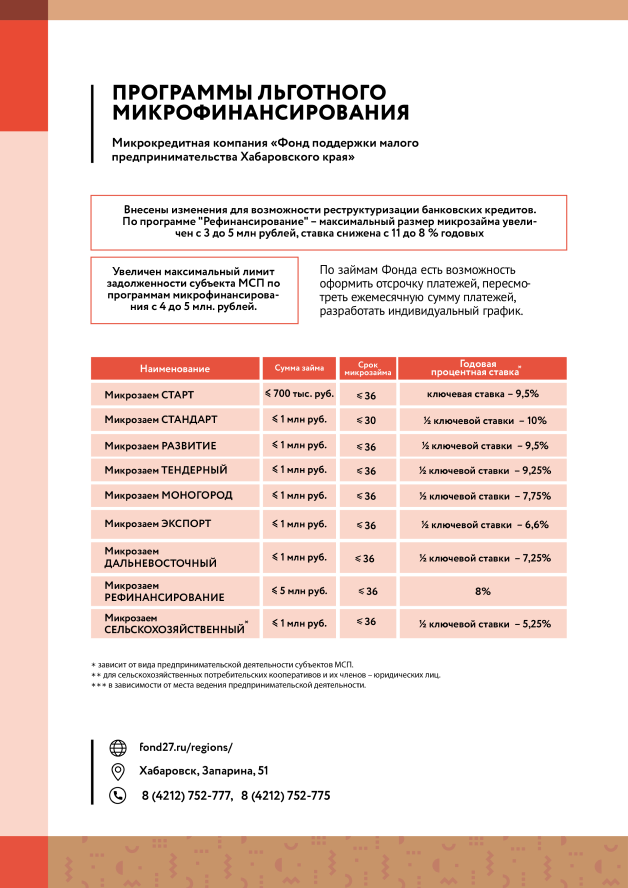 ПРОГРАММЫ ЛЬГОТНОГО
МИКРОФИНАНСИРОВАНИЯ
Микрокредитная компания «Фонд поддержки малого
предпринимательства Хабаровского края»
Внесены изменения для возможности реструктуризации банковских кредитов.
По программе "Рефинансирование" – максимальный размер микрозайма увели-
чен с 3 до 5 млн рублей, ставка снижена с 11 до 8 % годовых
Увеличен максимальный лимит
задолженности субъекта МСП по
программам микрофинансирова-
ния с 4 до 5 млн. рублей.
По займам Фонда есть возможность
оформить отсрочку платежей, пересмо-
треть ежемесячную сумму платежей,
разработать индивидуальный график.
Наименование
Сумма займа
Срок
микрозайма
Годовая
процентная ставка*
Микрозаем СТАРТ
⩽ 700 тыс. руб.
⩽ 36
ключевая ставка – 9,5%
Микрозаем СТАНДАРТ
⩽ 1 млн руб.
⩽ 30
½ ключевой ставки – 10%
Микрозаем РАЗВИТИЕ
⩽ 1 млн руб.
⩽ 36
½ ключевой ставки – 9,5%
Микрозаем ТЕНДЕРНЫЙ
⩽ 1 млн руб.
⩽ 36
½ ключевой ставки – 9,25%
Микрозаем МОНОГОРОД
⩽ 1 млн руб.
⩽ 36
½ ключевой ставки – 7,75%
Микрозаем ЭКСПОРТ
⩽ 1 млн руб.
⩽ 36
½ ключевой ставки – 6,6%
Микрозаем
ДАЛЬНЕВОСТОЧНЫЙ
⩽ 1 млн руб.
⩽ 36
½ ключевой ставки – 7,25%
Микрозаем
РЕФИНАНСИРОВАНИЕ
⩽ 5 млн руб.
⩽ 36
8%
Микрозаем
СЕЛЬСКОХОЗЯЙСТВЕННЫЙ*
⩽ 1 млн руб.
⩽ 36
½ ключевой ставки – 5,25%
* зависит от вида предпринимательской деятельности субъектов МСП.
** для сельскохозяйственных потребительских кооперативов и их членов – юридических лиц.
*** в зависимости от места ведения предпринимательской деятельности.
fond27.ru/regions/
Хабаровск, Запарина, 51
8 (4212) 752-777, 8 (4212) 752-775